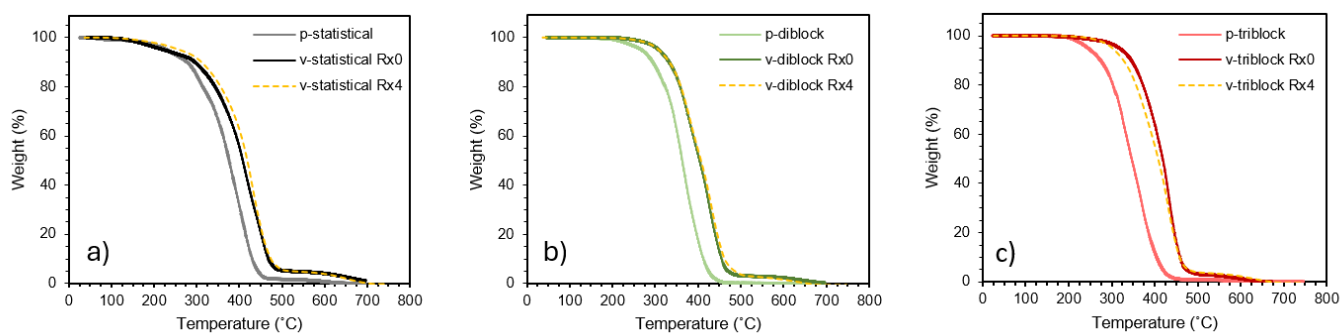 100
80
60
40
20
0
Weight (%)
p-statistical
v-statistical Rx0
v-statistical Rx4
a)
0 100 200 300 400 500 600 700 800
Temperature (˚C)
100
80
60
40
20
0
Weight (%)
p-diblock
v-diblock Rx0
v-diblock Rx4
b)
0 100 200 300 400 500 600 700 800
Temperature (˚C)
100
80
60
40
20
0
Weight (%)
p-triblock
v-triblock Rx0
v-triblock Rx4
c)
0 100 200 300 400 500 600 700 800
Temperature (˚C)